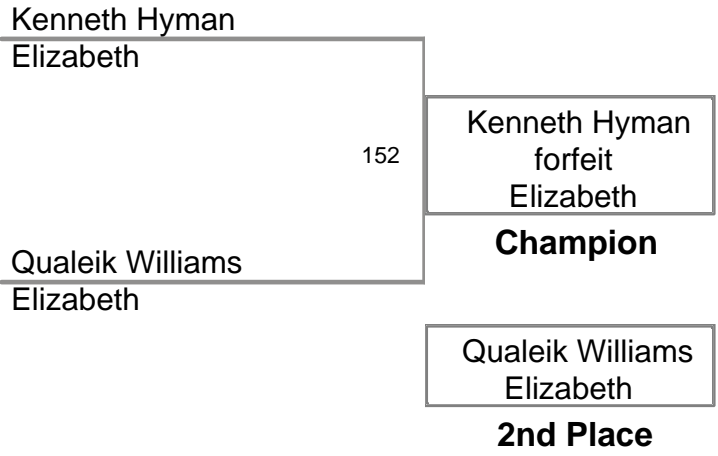 Kenneth Hyman
Elizabeth
152
Kenneth Hyman
forfeit
Elizabeth
Champion
Qualeik Williams
Elizabeth
Qualeik Williams
Elizabeth
2nd Place